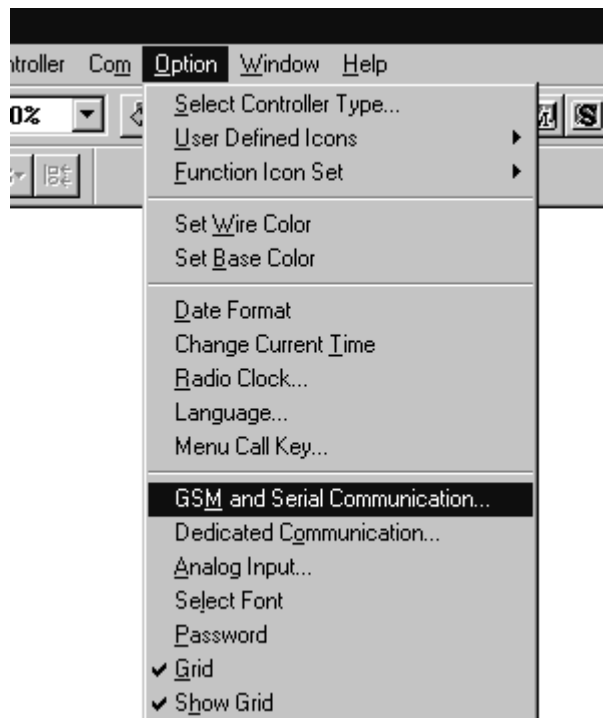 Com Option Window Help
0%
Select Controller Type...
User Defined Icons
Function Icon Set
Set Wire Color
Set Base Color
Date Format
Change Current Time
Radio Clock...
Language...
Menu Call Key...
GSM and Serial Communication...
Dedicated Communication...
Analog Input...
Select Font
Password
Grid
Show Grid